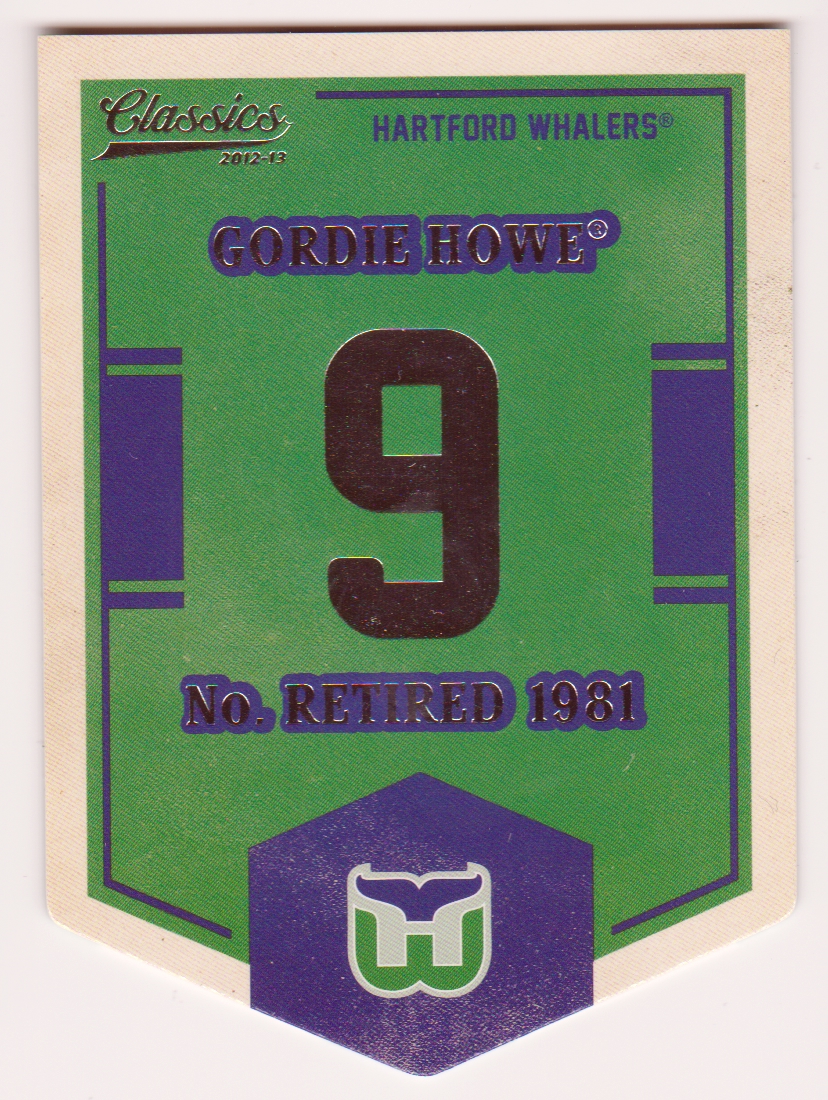 Classics
2012-13
HARTFORD WHALERS®
GORDIE HOWE®
9
No. RETIRED 1981